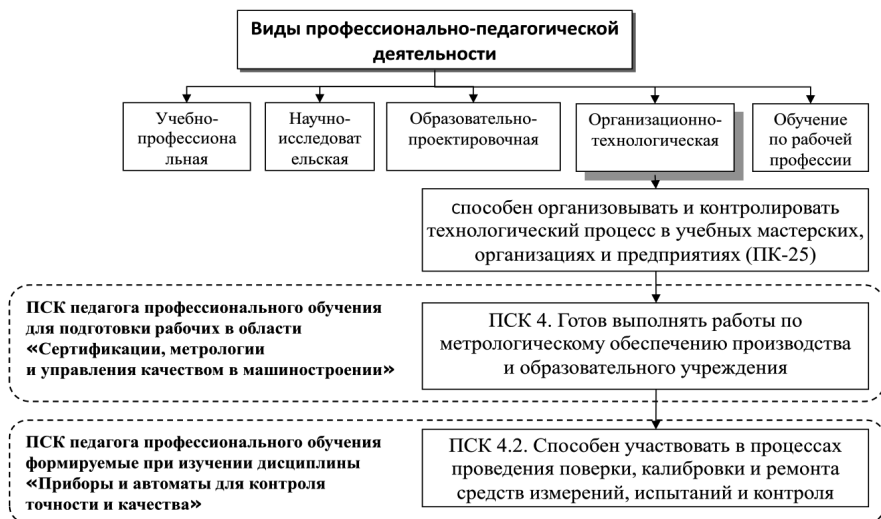 Виды профессионально-педагогической
деятельности
Учебно-
профессиона
льная
Научно-
исследоват
ельская
Образовательно-
проектировочная
Организационно-
технологическая
Обучение
по рабочей
профессии
способен организовывать и контролировать
технологический процесс в учебных мастерских,
организациях и предприятиях (ПК-25)
ПСК педагога профессионального обучения
для подготовки рабочих в области
«Сертификации, метрологии
и управления качеством в машиностроении»
ПСК 4. Готов выполнять работы по
метрологическому обеспечению производства
и образовательного учреждения
ПСК педагога профессионального обучения
формируемые при изучении дисциплины
«Приборы и автоматы для контроля
точности и качества»
ПСК 4.2. Способен участвовать в процессах
проведения поверки, калибровки и ремонта
средств измерений, испытаний и контроля